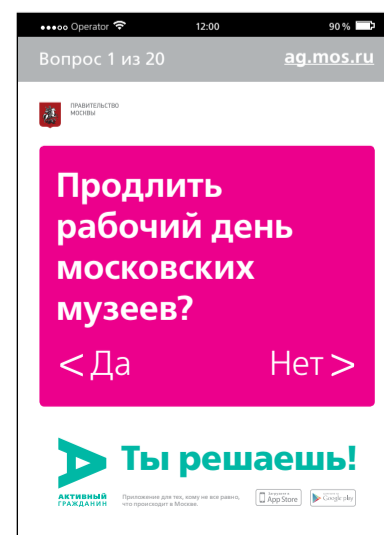 Operator 12:00 90 %
Вопрос 1 из 20 ag.mos.ru
ПРАВИТЕЛЬСТВО
МОСКВЫ
Продлить
рабочий день
московских
музеев?
< Да Нет >
Ты решаешь!
АКТИВНЫЙ
ГРАЖДАНИН
Приложение для тех, кому не все равно,
что происходит в Москве.
App Store
Google play